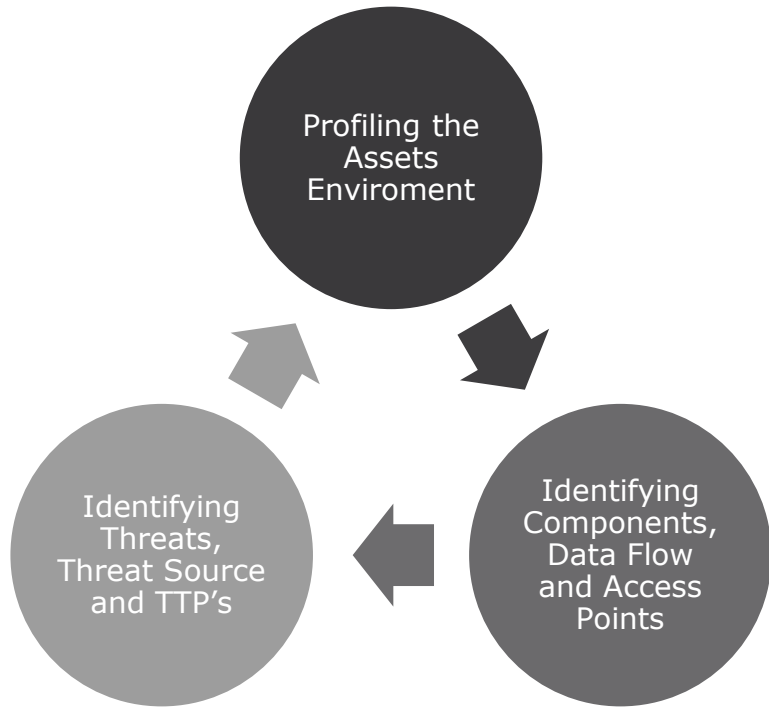 Profiling the
Assets
Enviroment
Identifying
Components,
Data Flow
and Access
Points
Identifying
Threats,
Threat Source
and TTP’s